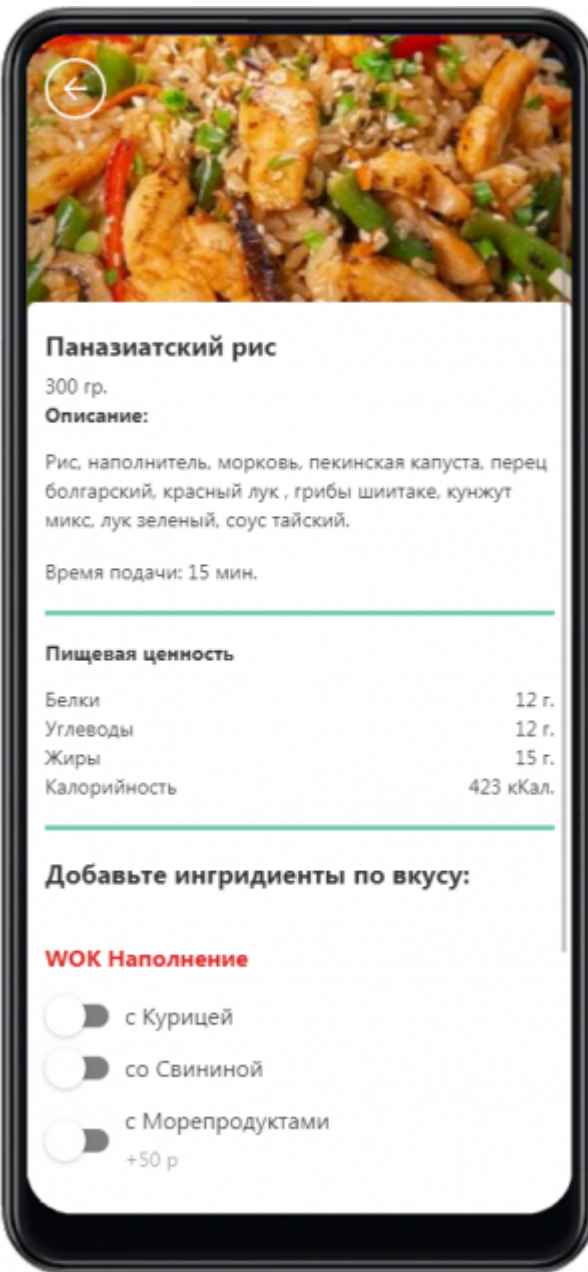 Паназиатский рис
300 гр.
Описание:
Рис, наполнитель, морковь, пекинская капуста, перец
болгарский, красный лук , грибы шиитаке, кунжут
микс, лук зеленый, соус тайский.
Время подачи: 15 мин.
Пищевая ценность
Белки 12 г.
Углеводы 12 г.
Жиры 15 г.
Калорийность 423 кКал.
Добавьте ингридиенты по вкусу:
WOK Наполнение
с Курицей
со Свининой
с Морепродуктами
+50 р